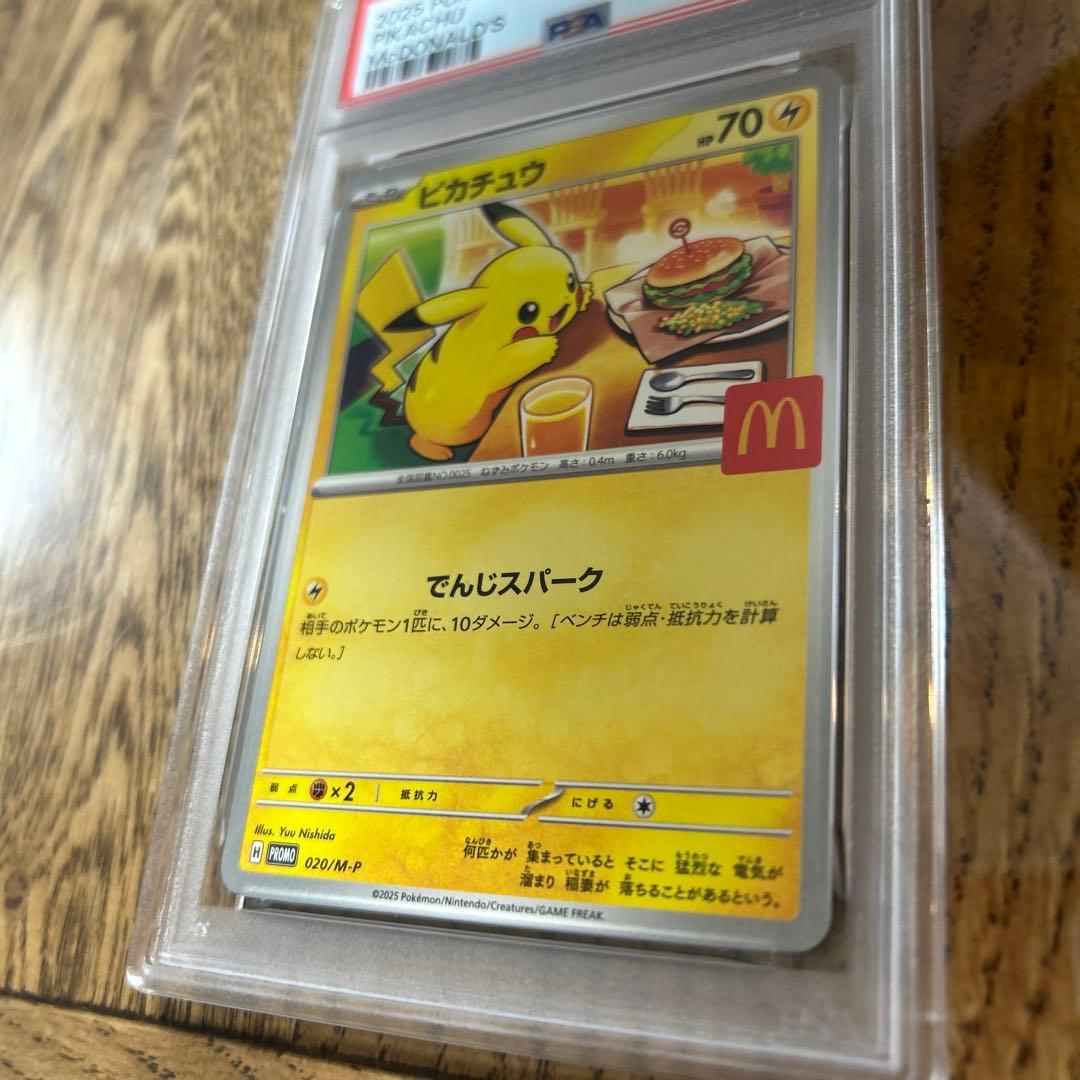 2025 POK
PIKACHU
McDONALD'S
PSA
たね
ピカチュウ
HP 70
全国図鑑NO.0025 ねずみポケモン 高さ：0.4m 重さ：6.0kg
でんじスパーク
相手のポケモン1匹に、10ダメージ。［ベンチは弱点・抵抗力を計算
しない。］
弱点 ×2 抵抗力 にげる
Illus. Yuu Nishida
H PROMO 020/M-P
何匹かが 集まっていると そこに 猛烈な 電気が
溜まり 稲妻が 落ちることがあるという。
©2025 Pokémon/Nintendo/Creatures/GAME FREAK.